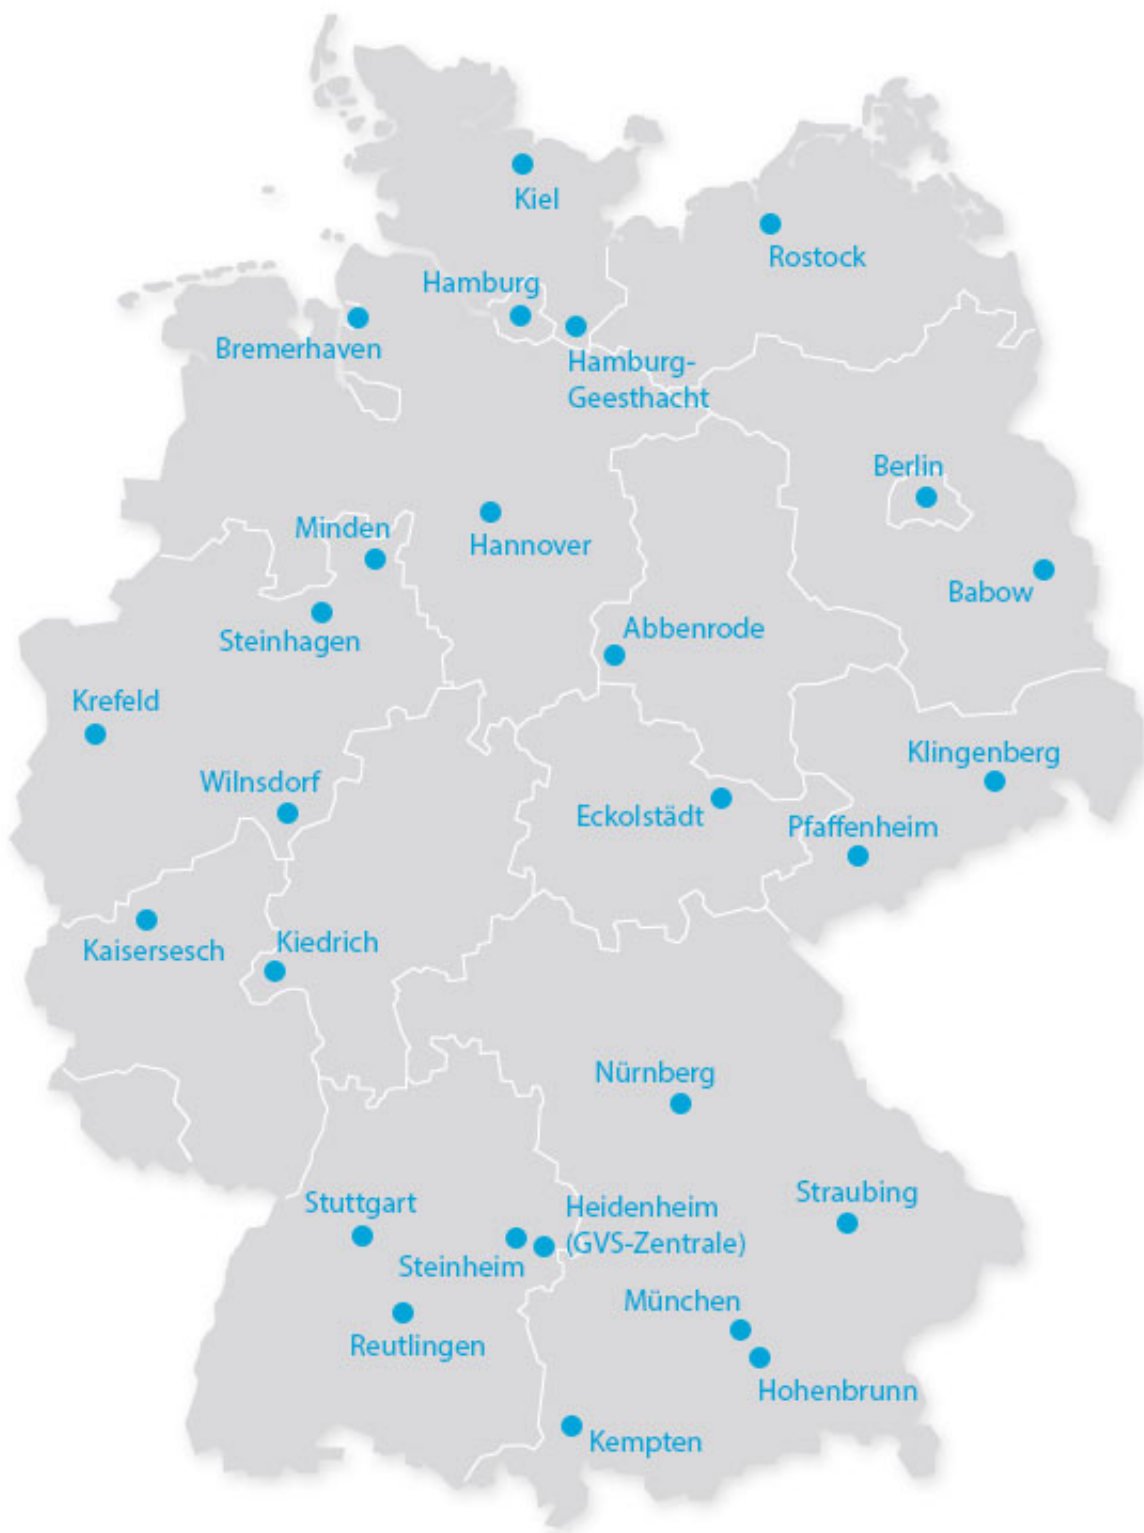 Kiel
Rostock
Hamburg
Bremerhaven
Hamburg-
Geesthacht
Berlin
Minden
Hannover
Babow
Steinhagen
Abbenrode
Krefeld
Klingenberg
Wilnsdorf
Eckolstädt
Pfaffenheim
Kaisersesch
Kiedrich
Nürnberg
Straubing
Stuttgart
Heidenheim
(GVS-Zentrale)
Steinheim
München
Reutlingen
Hohenbrunn
Kempten